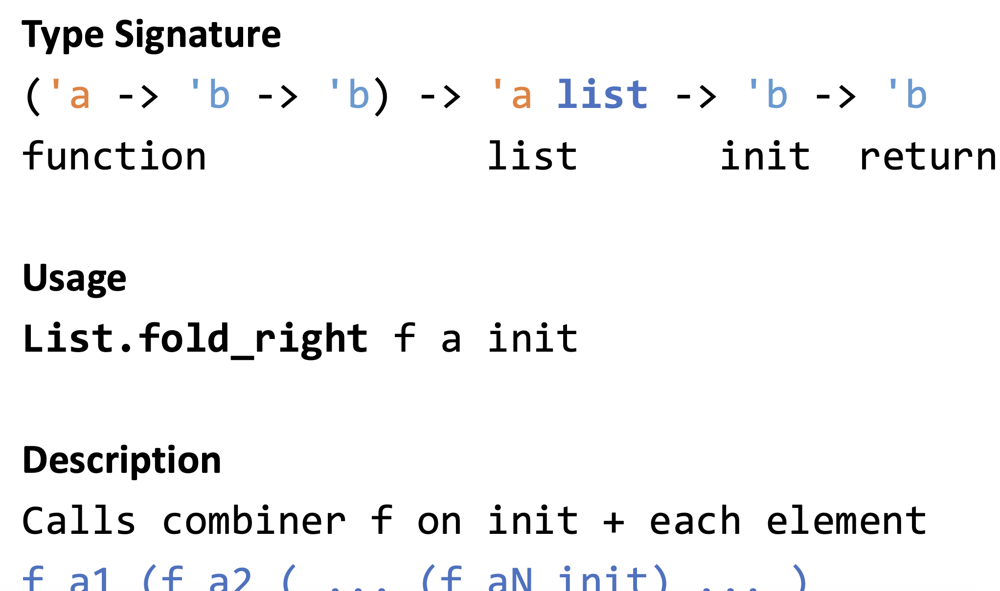 Type Signature
('a -> 'b -> 'b) -> 'a list -> 'b -> 'b
function list init return
Usage
List.fold_right f a init
Description
Calls combiner f on init + each element
f a1 (f a2 ( ... (f aN init) ... )